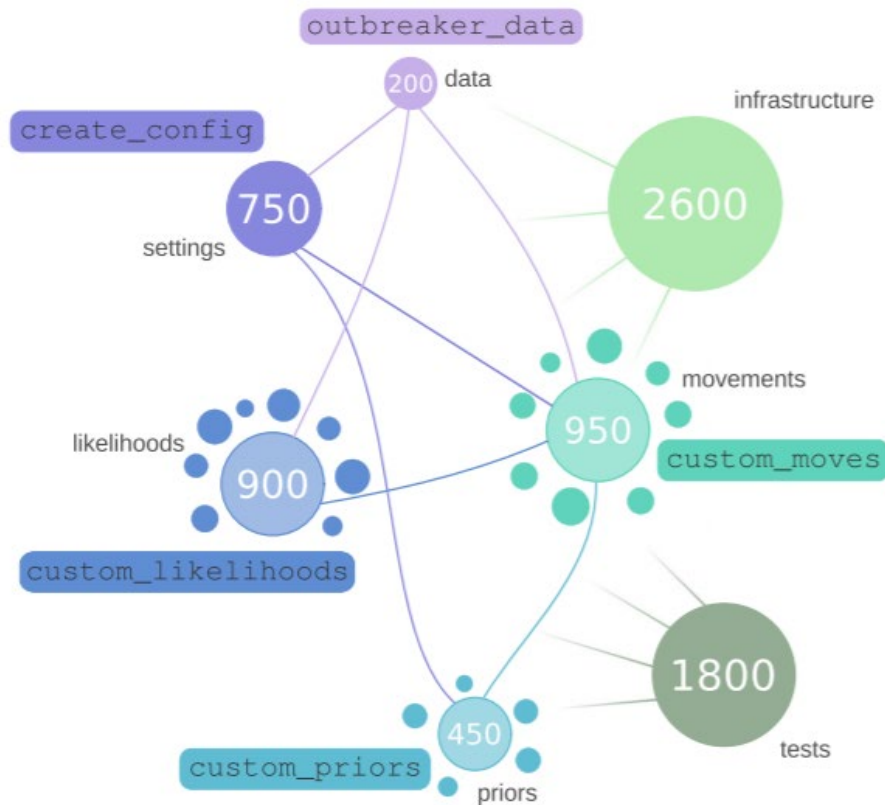 outbreaker_data
200
data
infrastructure
create_config
750
2600
settings
movements
likelihoods
950
custom_moves
900
custom_likelihoods
1800
450
custom_priors
tests
priors